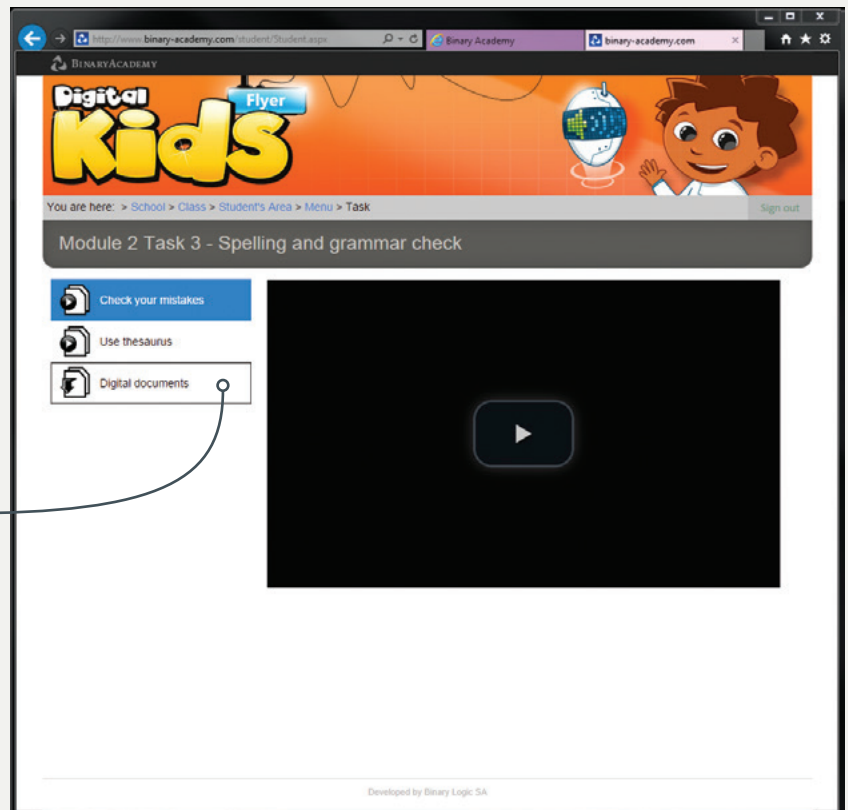 http://www.binary-academy.com/student/Student.aspx
Binary Academy
binary-academy.com
BINARYACADEMY
Digital
Flyer
Kids
You are here: > School > Class > Student's Area > Menu > Task
Sign out
Module 2 Task 3 - Spelling and grammar check
Check your mistakes
Use thesaurus
Digital documents
Developed by Binary Logic SA